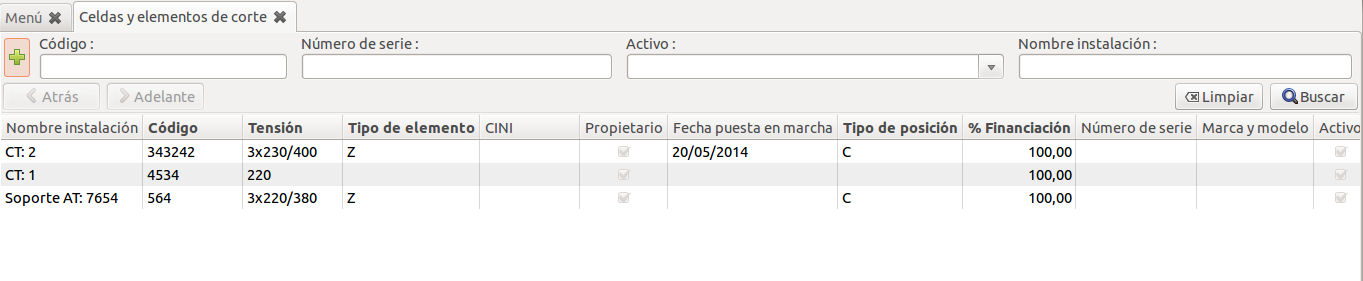 Menú Celdas y elementos de corte
Código : Número de serie : Activo : Nombre instalación :
Atrás Adelante Limpiar Buscar
Nombre instalación Código Tensión Tipo de elemento CINI Propietario Fecha puesta en marcha Tipo de posición % Financiación Número de serie Marca y modelo Activo
CT: 2 343242 3x230/400 Z 20/05/2014 C 100,00
CT: 1 4534 220 100,00
Soporte AT: 7654 564 3x220/380 Z C 100,00